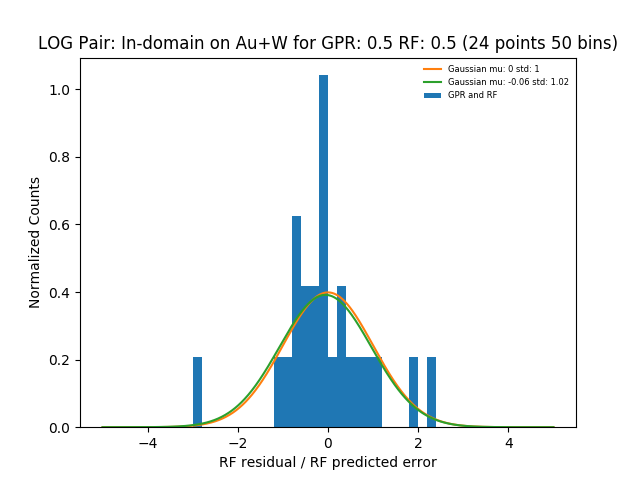 LOG Pair: In-domain on Au+W for GPR: 0.5 RF: 0.5 (24 points 50 bins)
Gaussian mu: 0 std: 1
Gaussian mu: -0.06 std: 1.02
GPR and RF
Normalized Counts
1.0
0.8
0.6
0.4
0.2
0.0
−4
−2
0
2
4
RF residual / RF predicted error